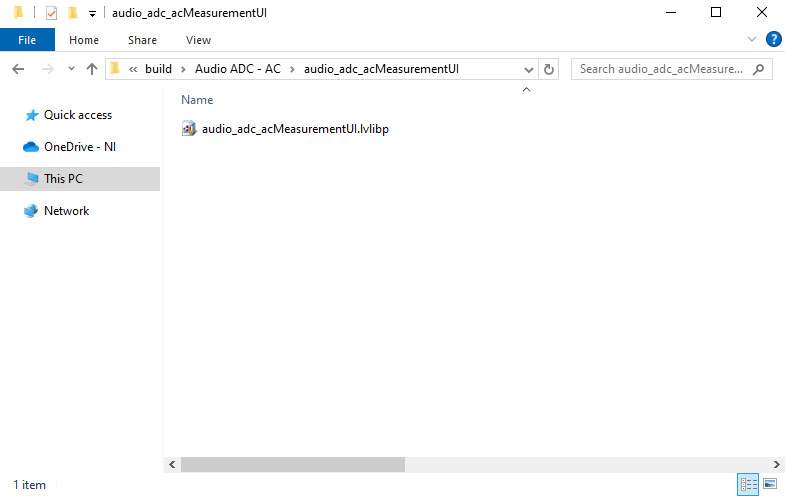 audio_adc_acMeasurementUI
File Home Share View
« build > Audio ADC - AC > audio_adc_acMeasurementUI
Search audio_adc_acMeasure...
Name
Quick access
audio_adc_acMeasurementUI.lvlibp
OneDrive - NI
This PC
Network
1 item